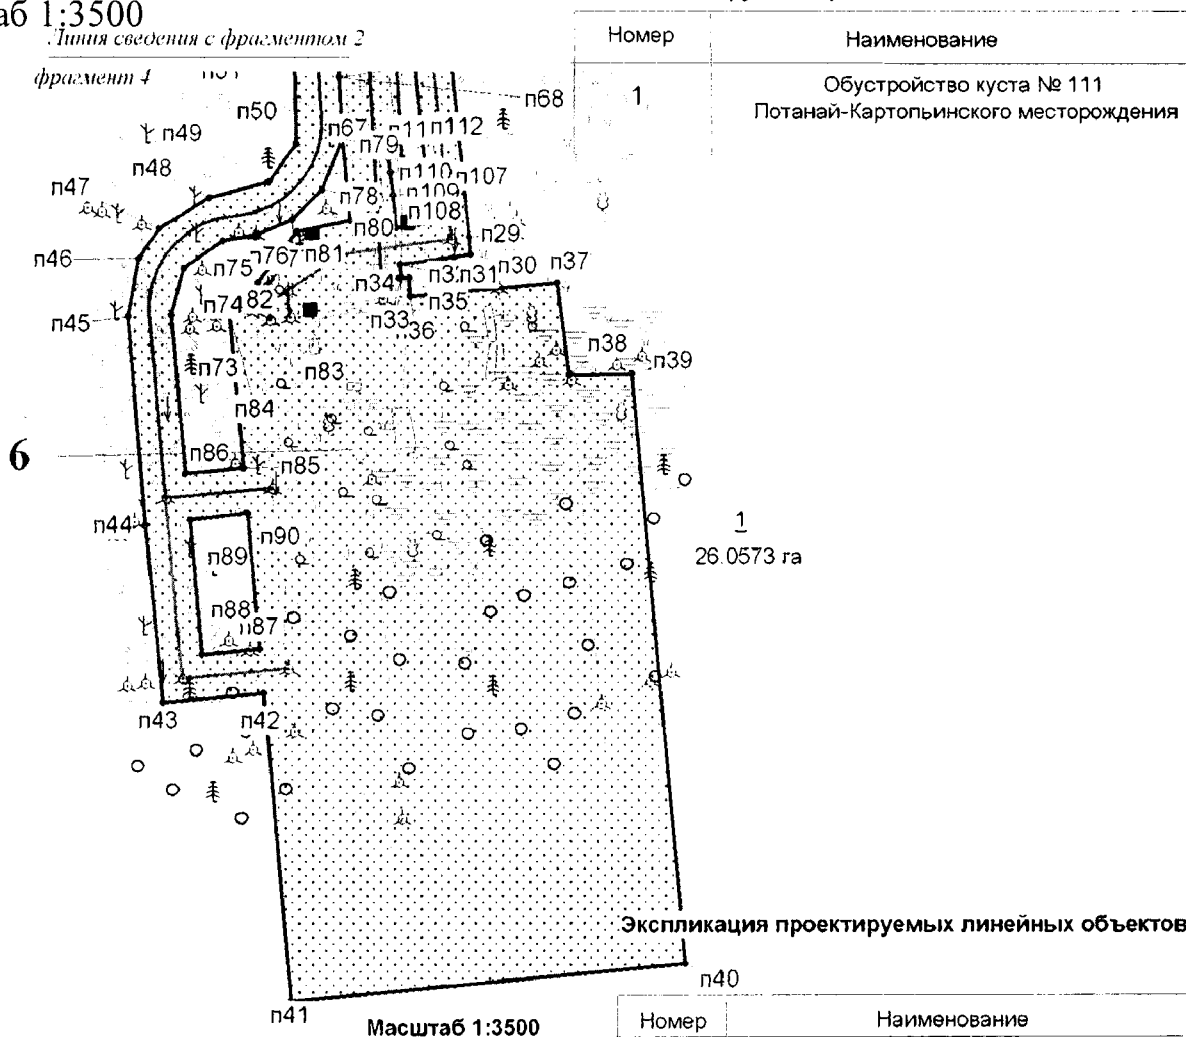 аб 1:3500
Линия сведения с фрагментом 2
фрагмент 4
Номер
Наименование
1
Обустройство куста № 111
Потанай-Картопьинского месторождения
п50
п68
п49
п67
п112
п79
п48
п110
п107
п47
п78
п109
п108
п80
п29
п46
п76
п81
п75
п34
п31
п30
п37
п74
82
п35
п45
п33
36
п38
п39
п73
п83
п84
6
п86
п85
п44
п90
1
п89
26.0573 га
п88
п87
п43
п42
Экспликация проектируемых линейных объектов
п40
п41
Масштаб 1:3500
Номер
Наименование